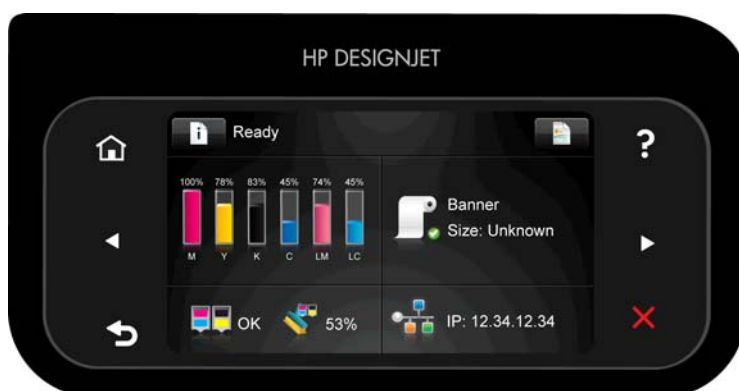 HP DESIGNJET
Ready
100% 78% 83% 45% 74% 45%
M Y K C LM LC
Banner
Size: Unknown
OK 53% IP: 12.34.12.34
?